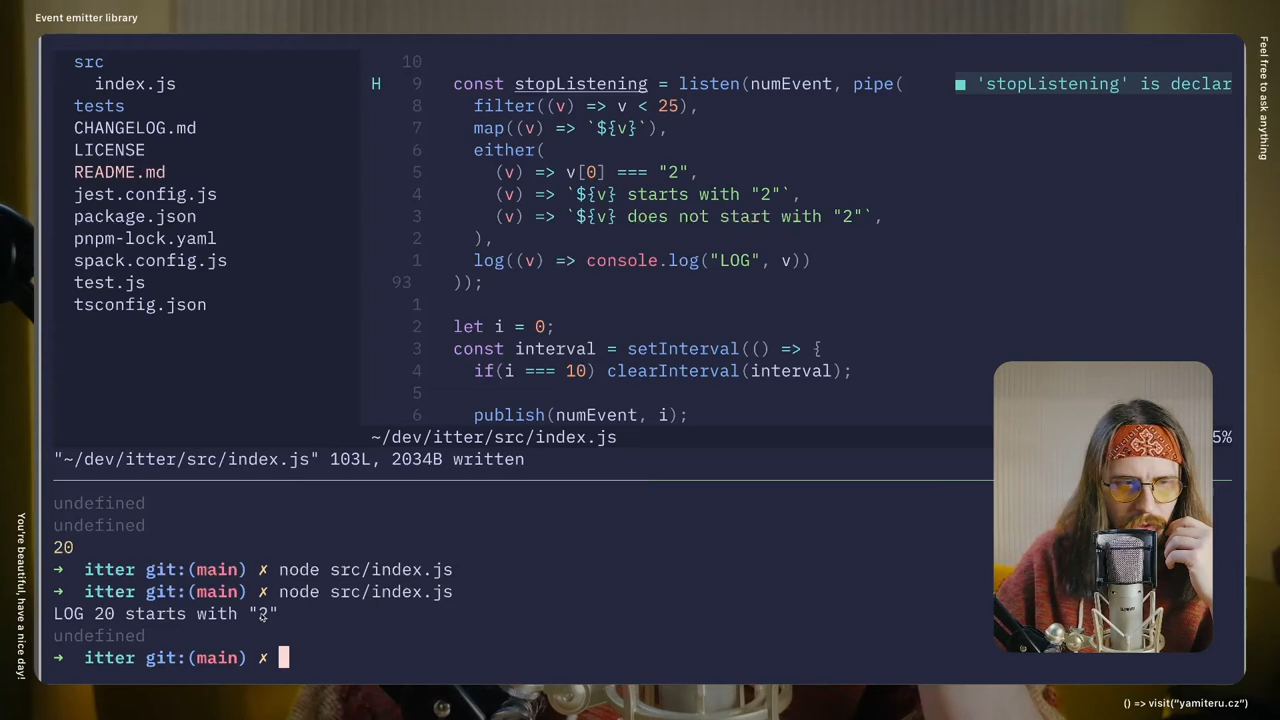 Event emitter library
Feel free to ask anything
src
index.js
tests
CHANGELOG.md
LICENSE
README.md
jest.config.js
package.json
pnpm-lock.yaml
spack.config.js
test.js
tsconfig.json
10
H 9 const stopListening = listen(numEvent, pipe( ■ 'stopListening' is declar
8 filter((v) => v < 25),
7 map((v) => `${v}`),
6 either(
5 (v) => v[0] === "2",
4 (v) => `${v} starts with "2"`,
3 (v) => `${v} does not start with "2"`,
2 ),
1 log((v) => console.log("LOG", v))
93 ));
1
2 let i = 0;
3 const interval = setInterval(() => {
4 if(i === 10) clearInterval(interval);
5
6 publish(numEvent, i);
~/dev/itter/src/index.js 5%
"~/dev/itter/src/index.js" 103L, 2034B written
undefined
undefined
20
→ itter git:(main) ✗ node src/index.js
→ itter git:(main) ✗ node src/index.js
LOG 20 starts with "2"
undefined
→ itter git:(main) ✗
You're beautiful, have a nice day!
() => visit("yamiteru.cz")